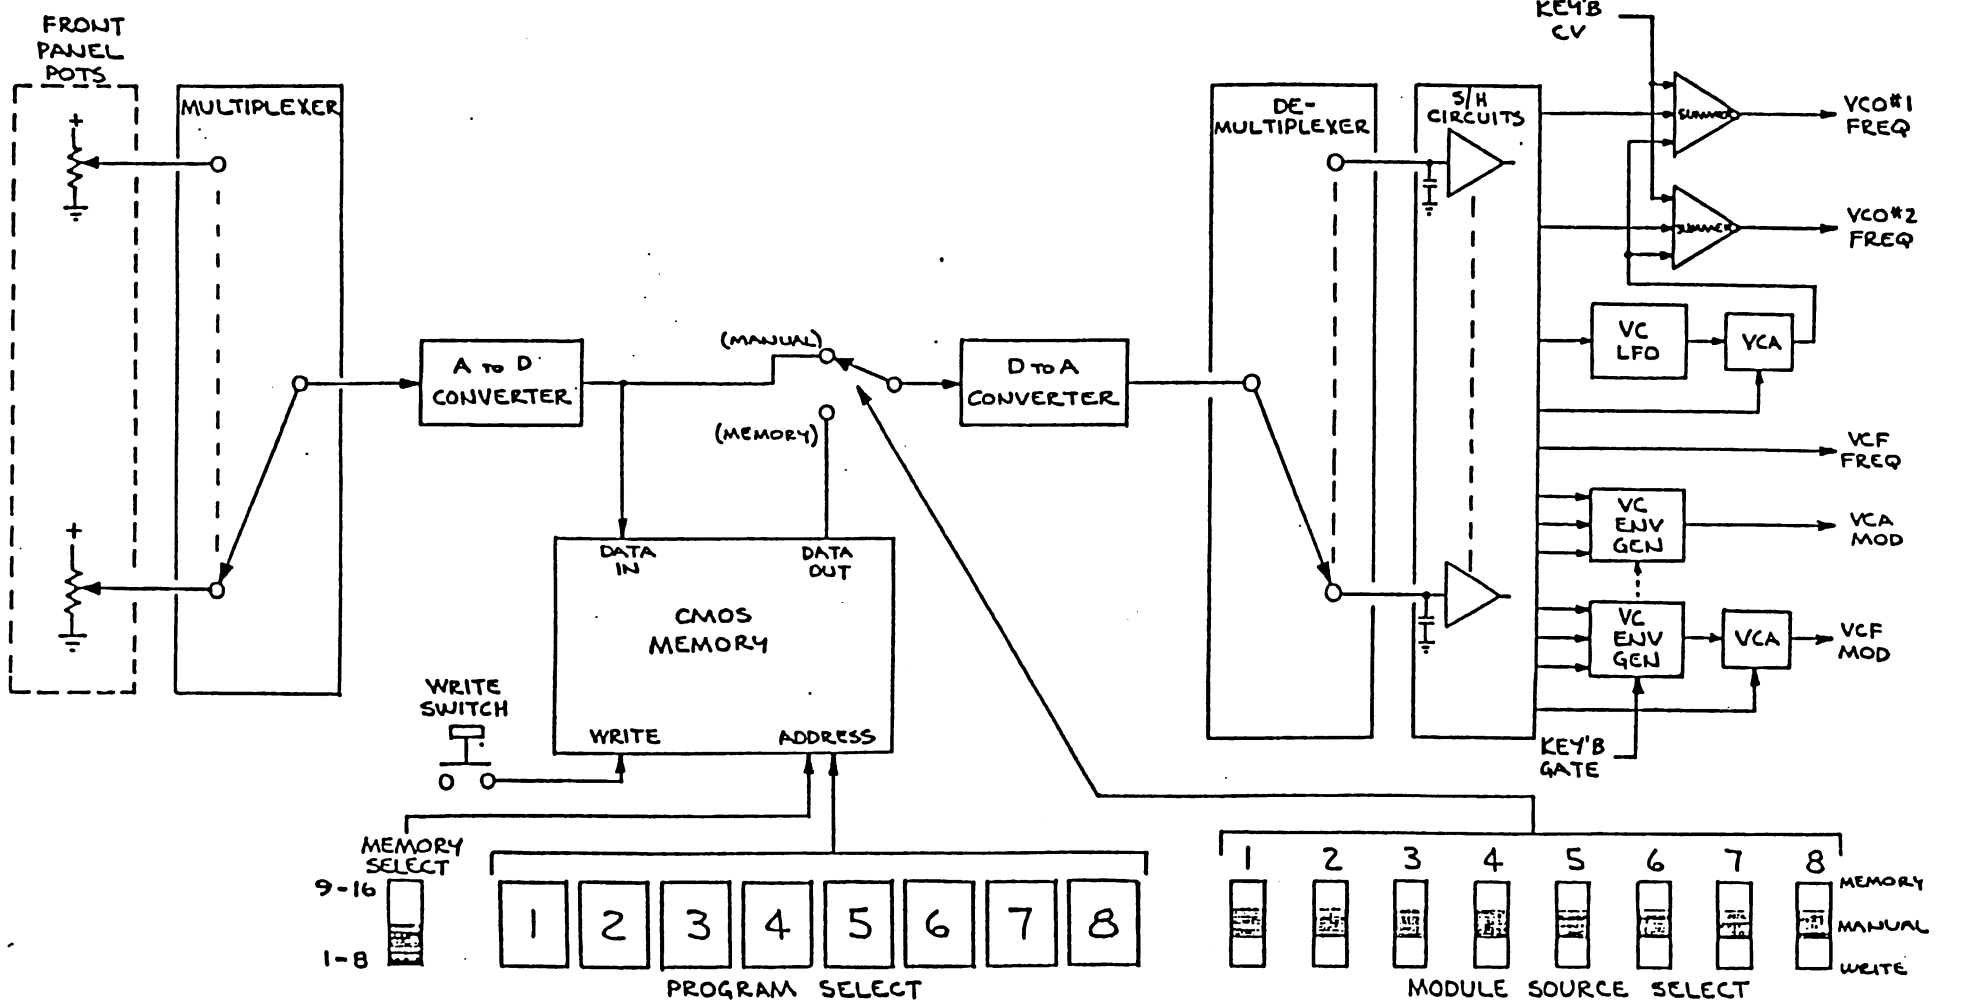 FRONT
PANEL
POTS
+
+
MULTIPLEXER
A TO D
CONVERTER
(MANUAL)
(MEMORY)
D TO A
CONVERTER
DATA
IN
DATA
OUT
CMOS
MEMORY
WRITE
ADDRESS
WRITE
SWITCH
MEMORY
SELECT
9-16
1-8
1 2 3 4 5 6 7 8
PROGRAM SELECT
DE-
MULTIPLEXER
S/H
CIRCUITS
KEY'B
CV
SUMMER
VCO#1
FREQ
SUMMER
VCO#2
FREQ
VC
LFO
VCA
VCF
FREQ
VC
ENV
GEN
VCA
MOD
VC
ENV
GEN
VCA
VCF
MOD
KEY'B
GATE
1 2 3 4 5 6 7 8
MEMORY
MANUAL
WRITE
MODULE SOURCE SELECT